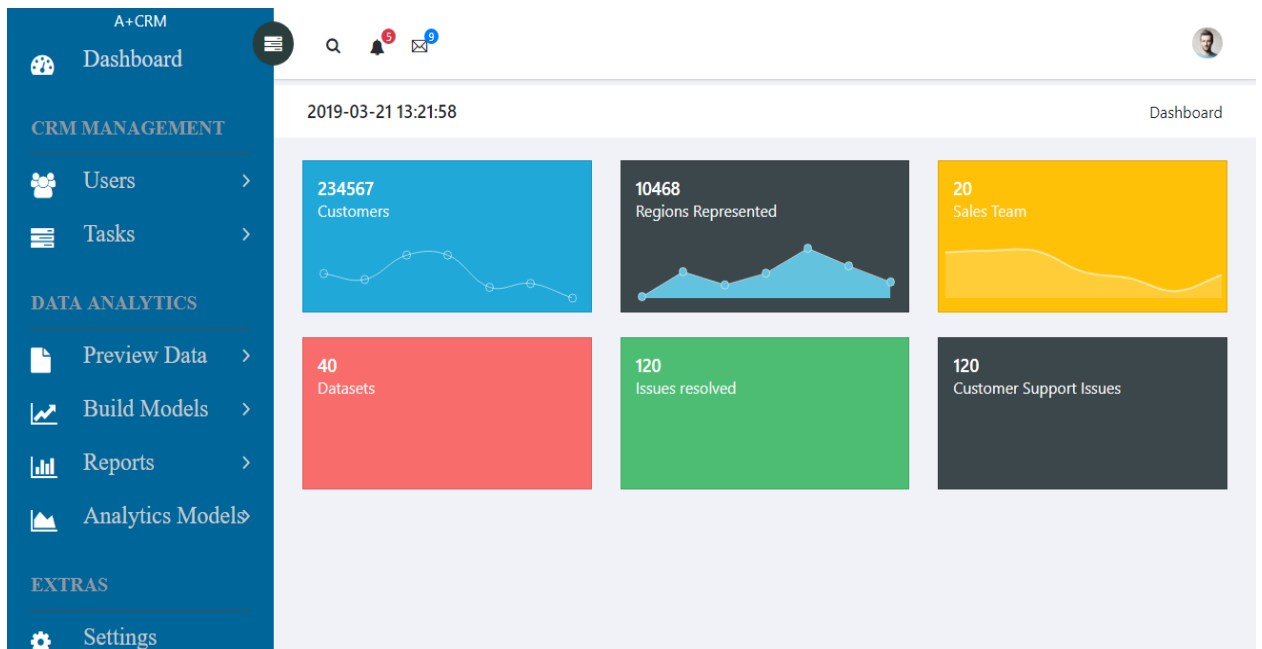 A+CRM
Dashboard
CRM MANAGEMENT
Users
Tasks
DATA ANALYTICS
Preview Data
Build Models
Reports
Analytics Models
EXTRAS
Settings
5
9
2019-03-21 13:21:58
Dashboard
234567
Customers
10468
Regions Represented
20
Sales Team
40
Datasets
120
Issues resolved
120
Customer Support Issues